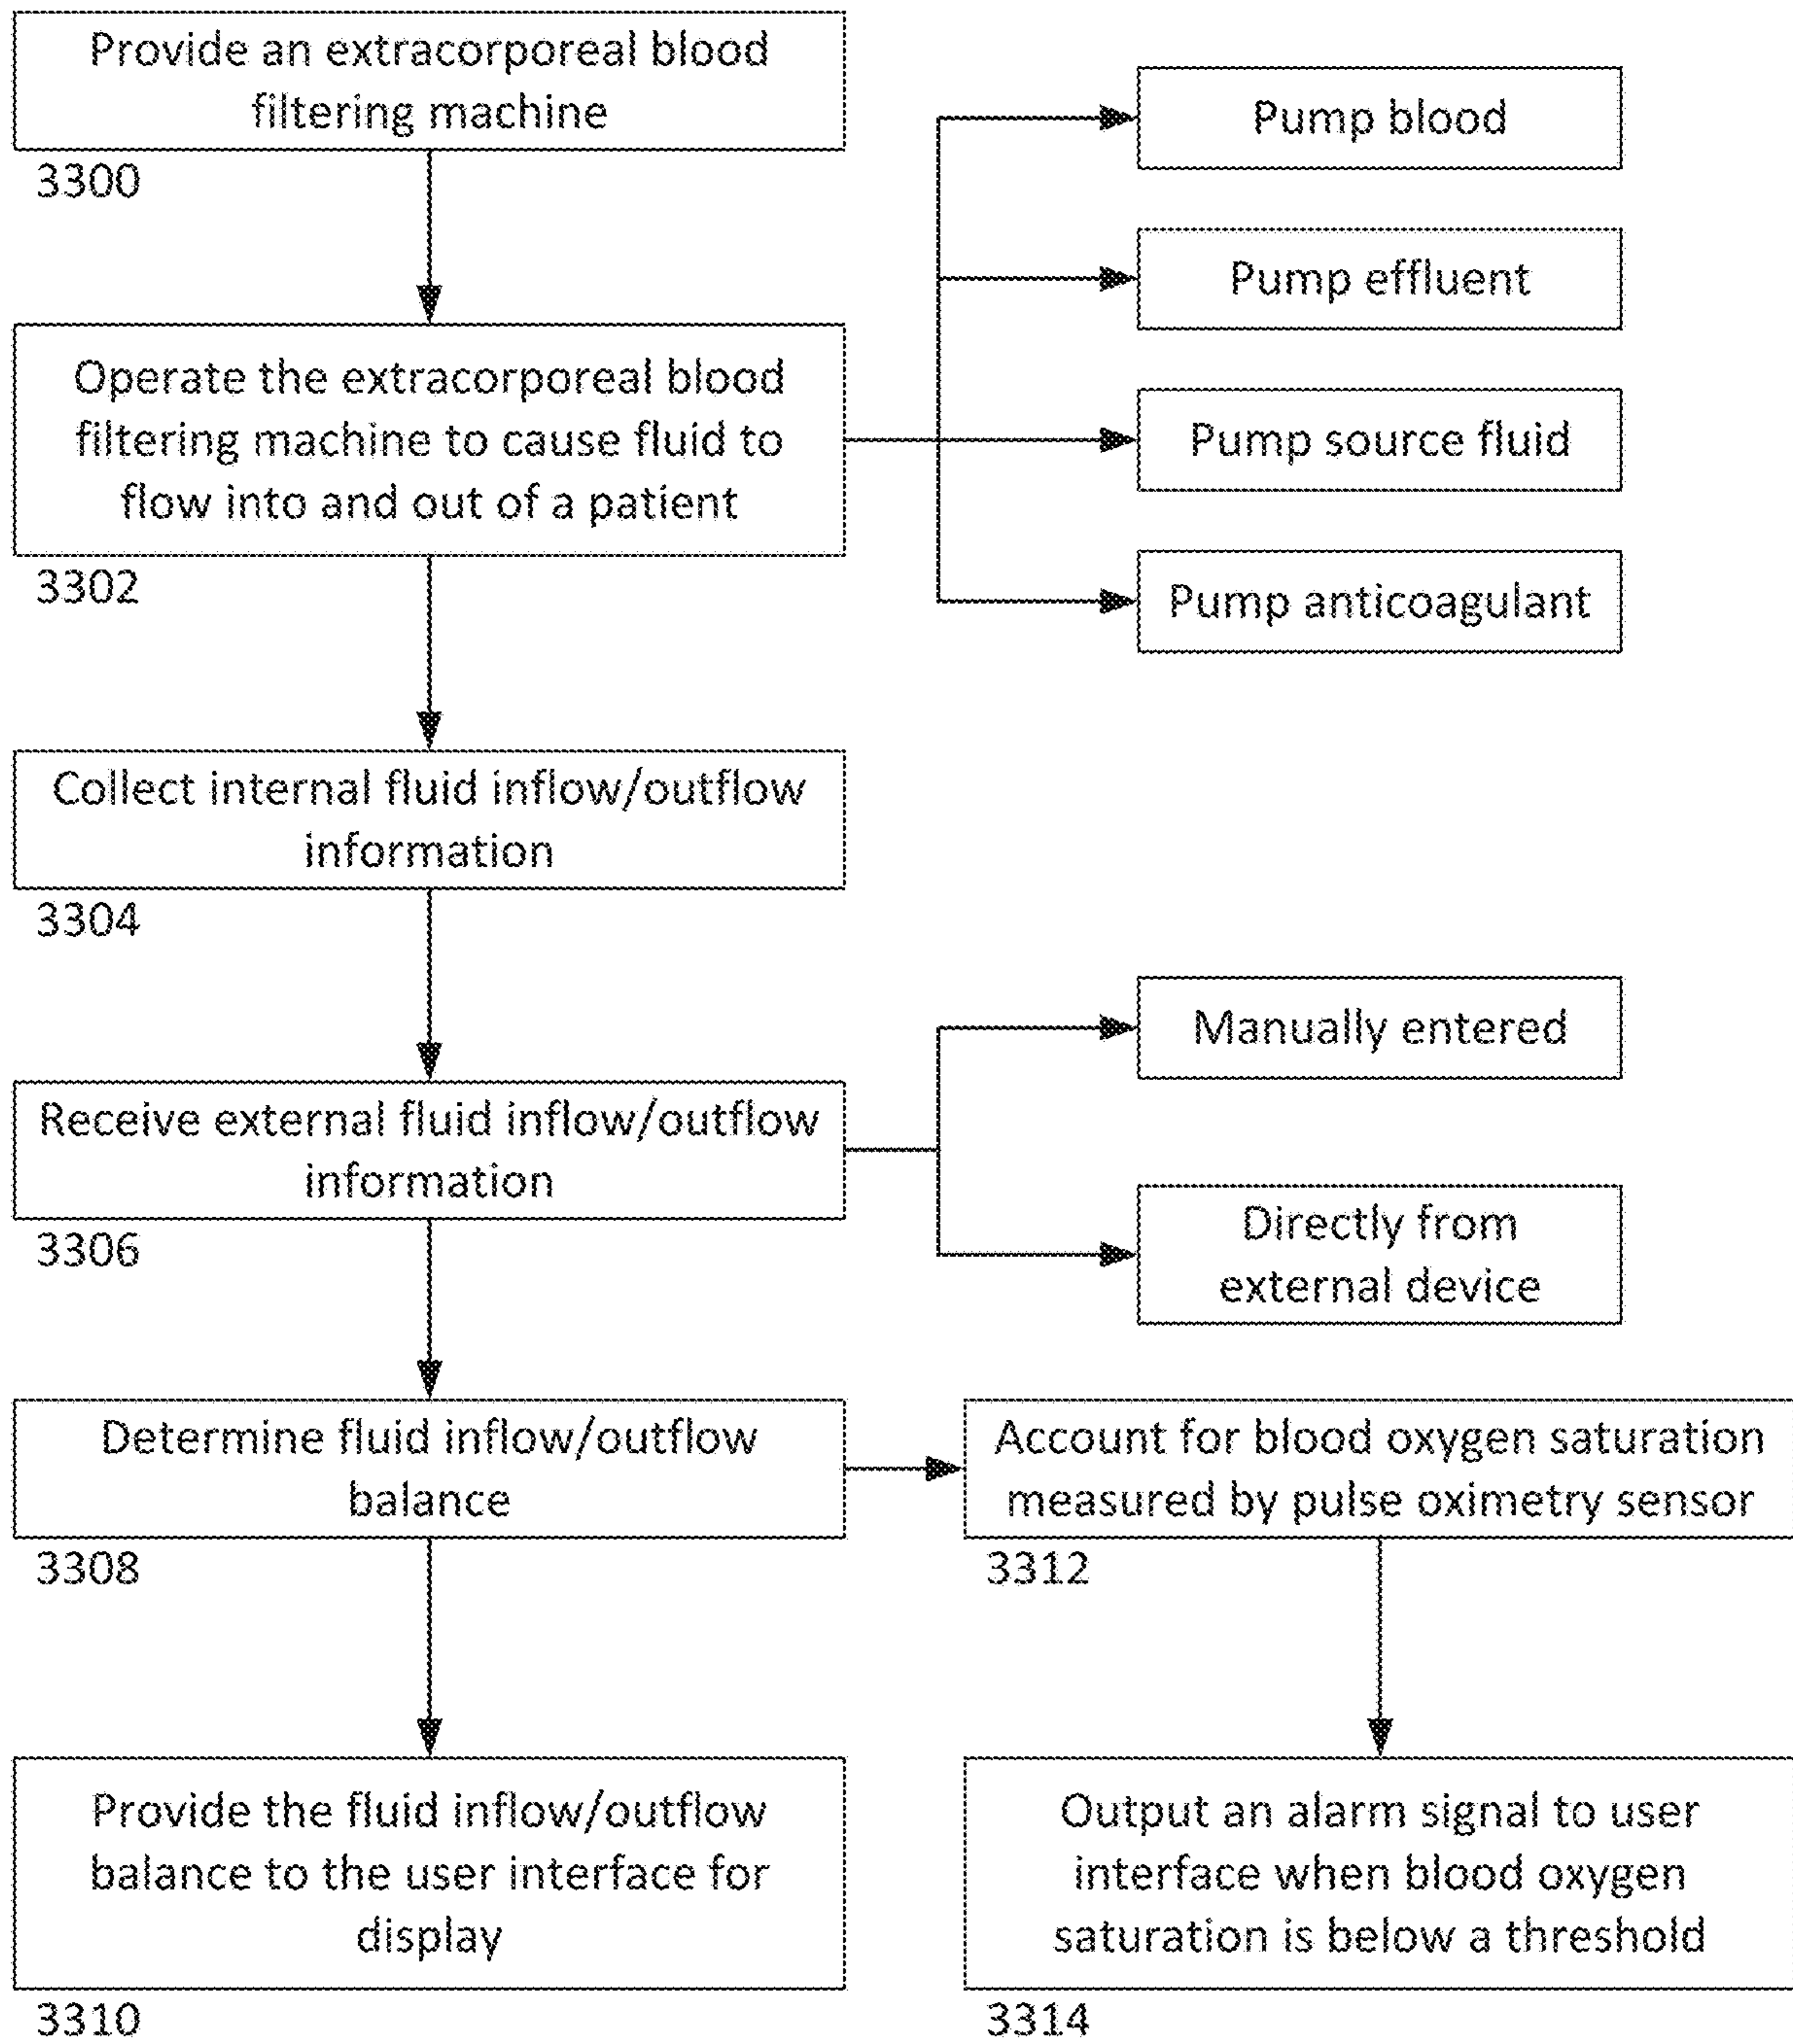 Provide an extracorporeal blood
filtering machine
3300
Pump blood
Pump effluent
Operate the extracorporeal blood
filtering machine to cause fluid to
flow into and out of a patient
3302
Pump source fluid
Pump anticoagulant
Collect internal fluid inflow/outflow
information
3304
Receive external fluid inflow/outflow
information
3306
Manually entered
Directly from
external device
Determine fluid inflow/outflow
balance
3308
Account for blood oxygen saturation
measured by pulse oximetry sensor
3312
Provide the fluid inflow/outflow
balance to the user interface for
display
3310
Output an alarm signal to user
interface when blood oxygen
saturation is below a threshold
3314